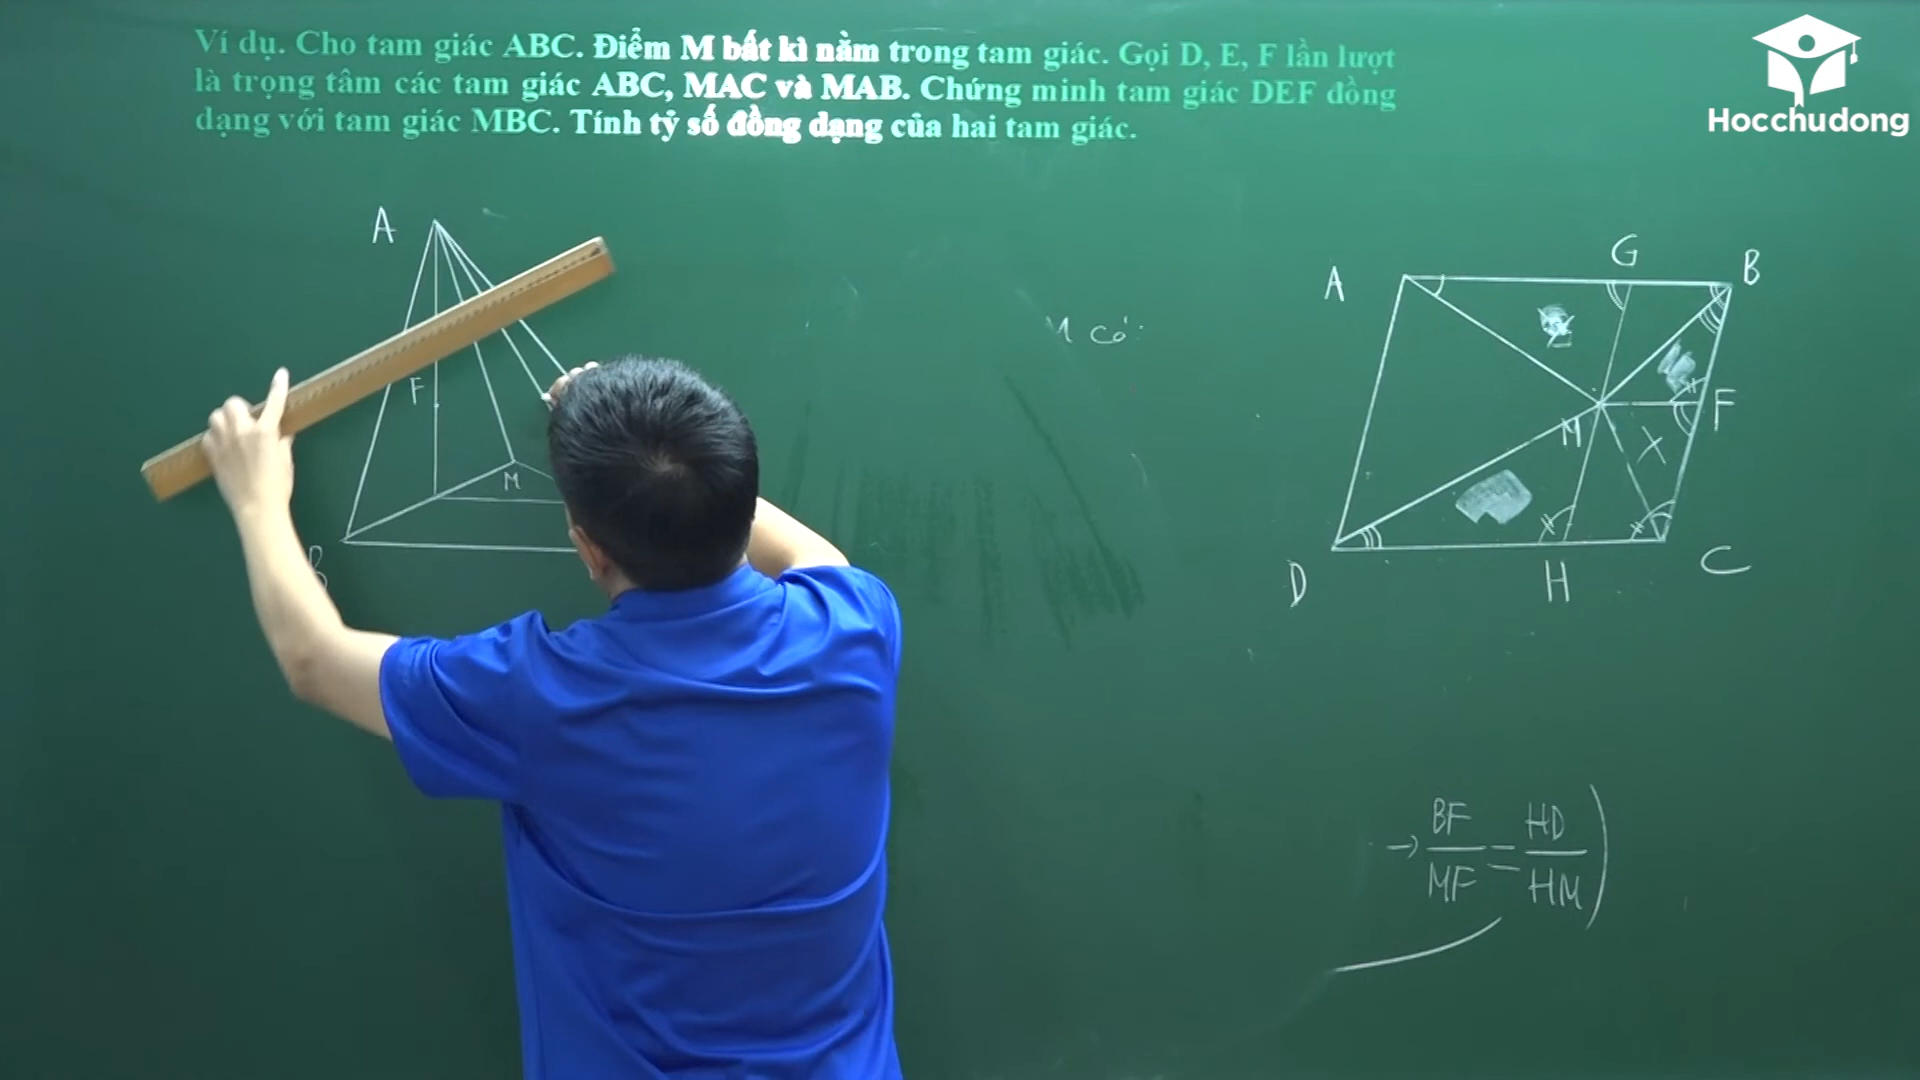 Ví dụ. Cho tam giác ABC. Điểm M bất kì nằm trong tam giác. Gọi D, E, F lần lượt
là trọng tâm các tam giác ABC, MAC và MAB. Chứng minh tam giác DEF đồng
dạng với tam giác MBC. Tính tỷ số đồng dạng của hai tam giác.
Hocchudong
A
F
M
B
có:
A
G
B
M
F
X
D
H
C
→ BF/MF = HD/HM )